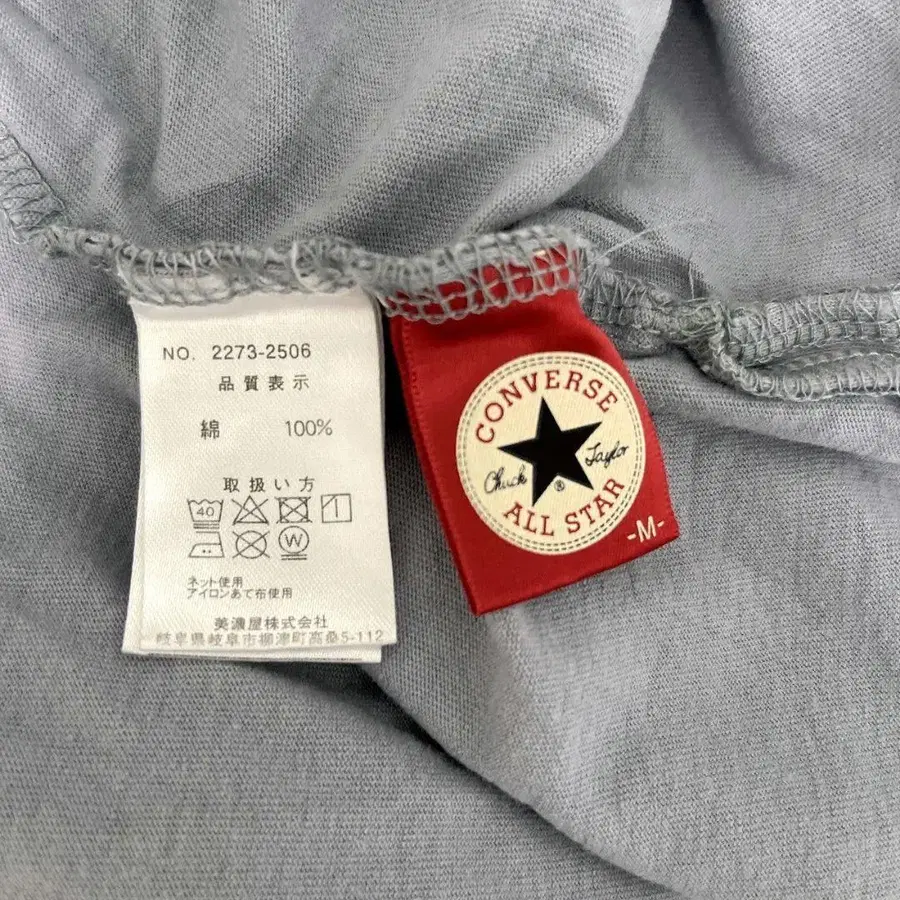 NO. 2273-2506
品質表示
綿 100%
取扱い方
40
1
W
ネット使用
アイロンあて布使用
美濃屋株式会社
岐阜県岐阜市柳津町高桑5-112
CONVERSE
Chuck Taylor
®
ALL STAR
-M-